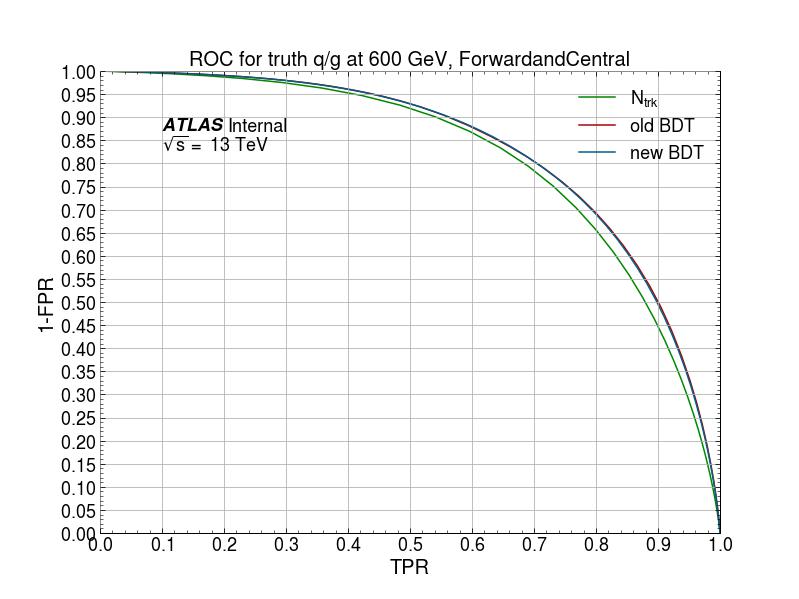 ROC for truth q/g at 600 GeV, ForwardandCentral
1.00
0.95
0.90
0.85
0.80
0.75
0.70
0.65
0.60
0.55
0.50
0.45
0.40
0.35
0.30
0.25
0.20
0.15
0.10
0.05
0.00
1-FPR
ATLAS Internal
√s = 13 TeV
N_trk
old BDT
new BDT
0.0 0.1 0.2 0.3 0.4 0.5 0.6 0.7 0.8 0.9 1.0
TPR